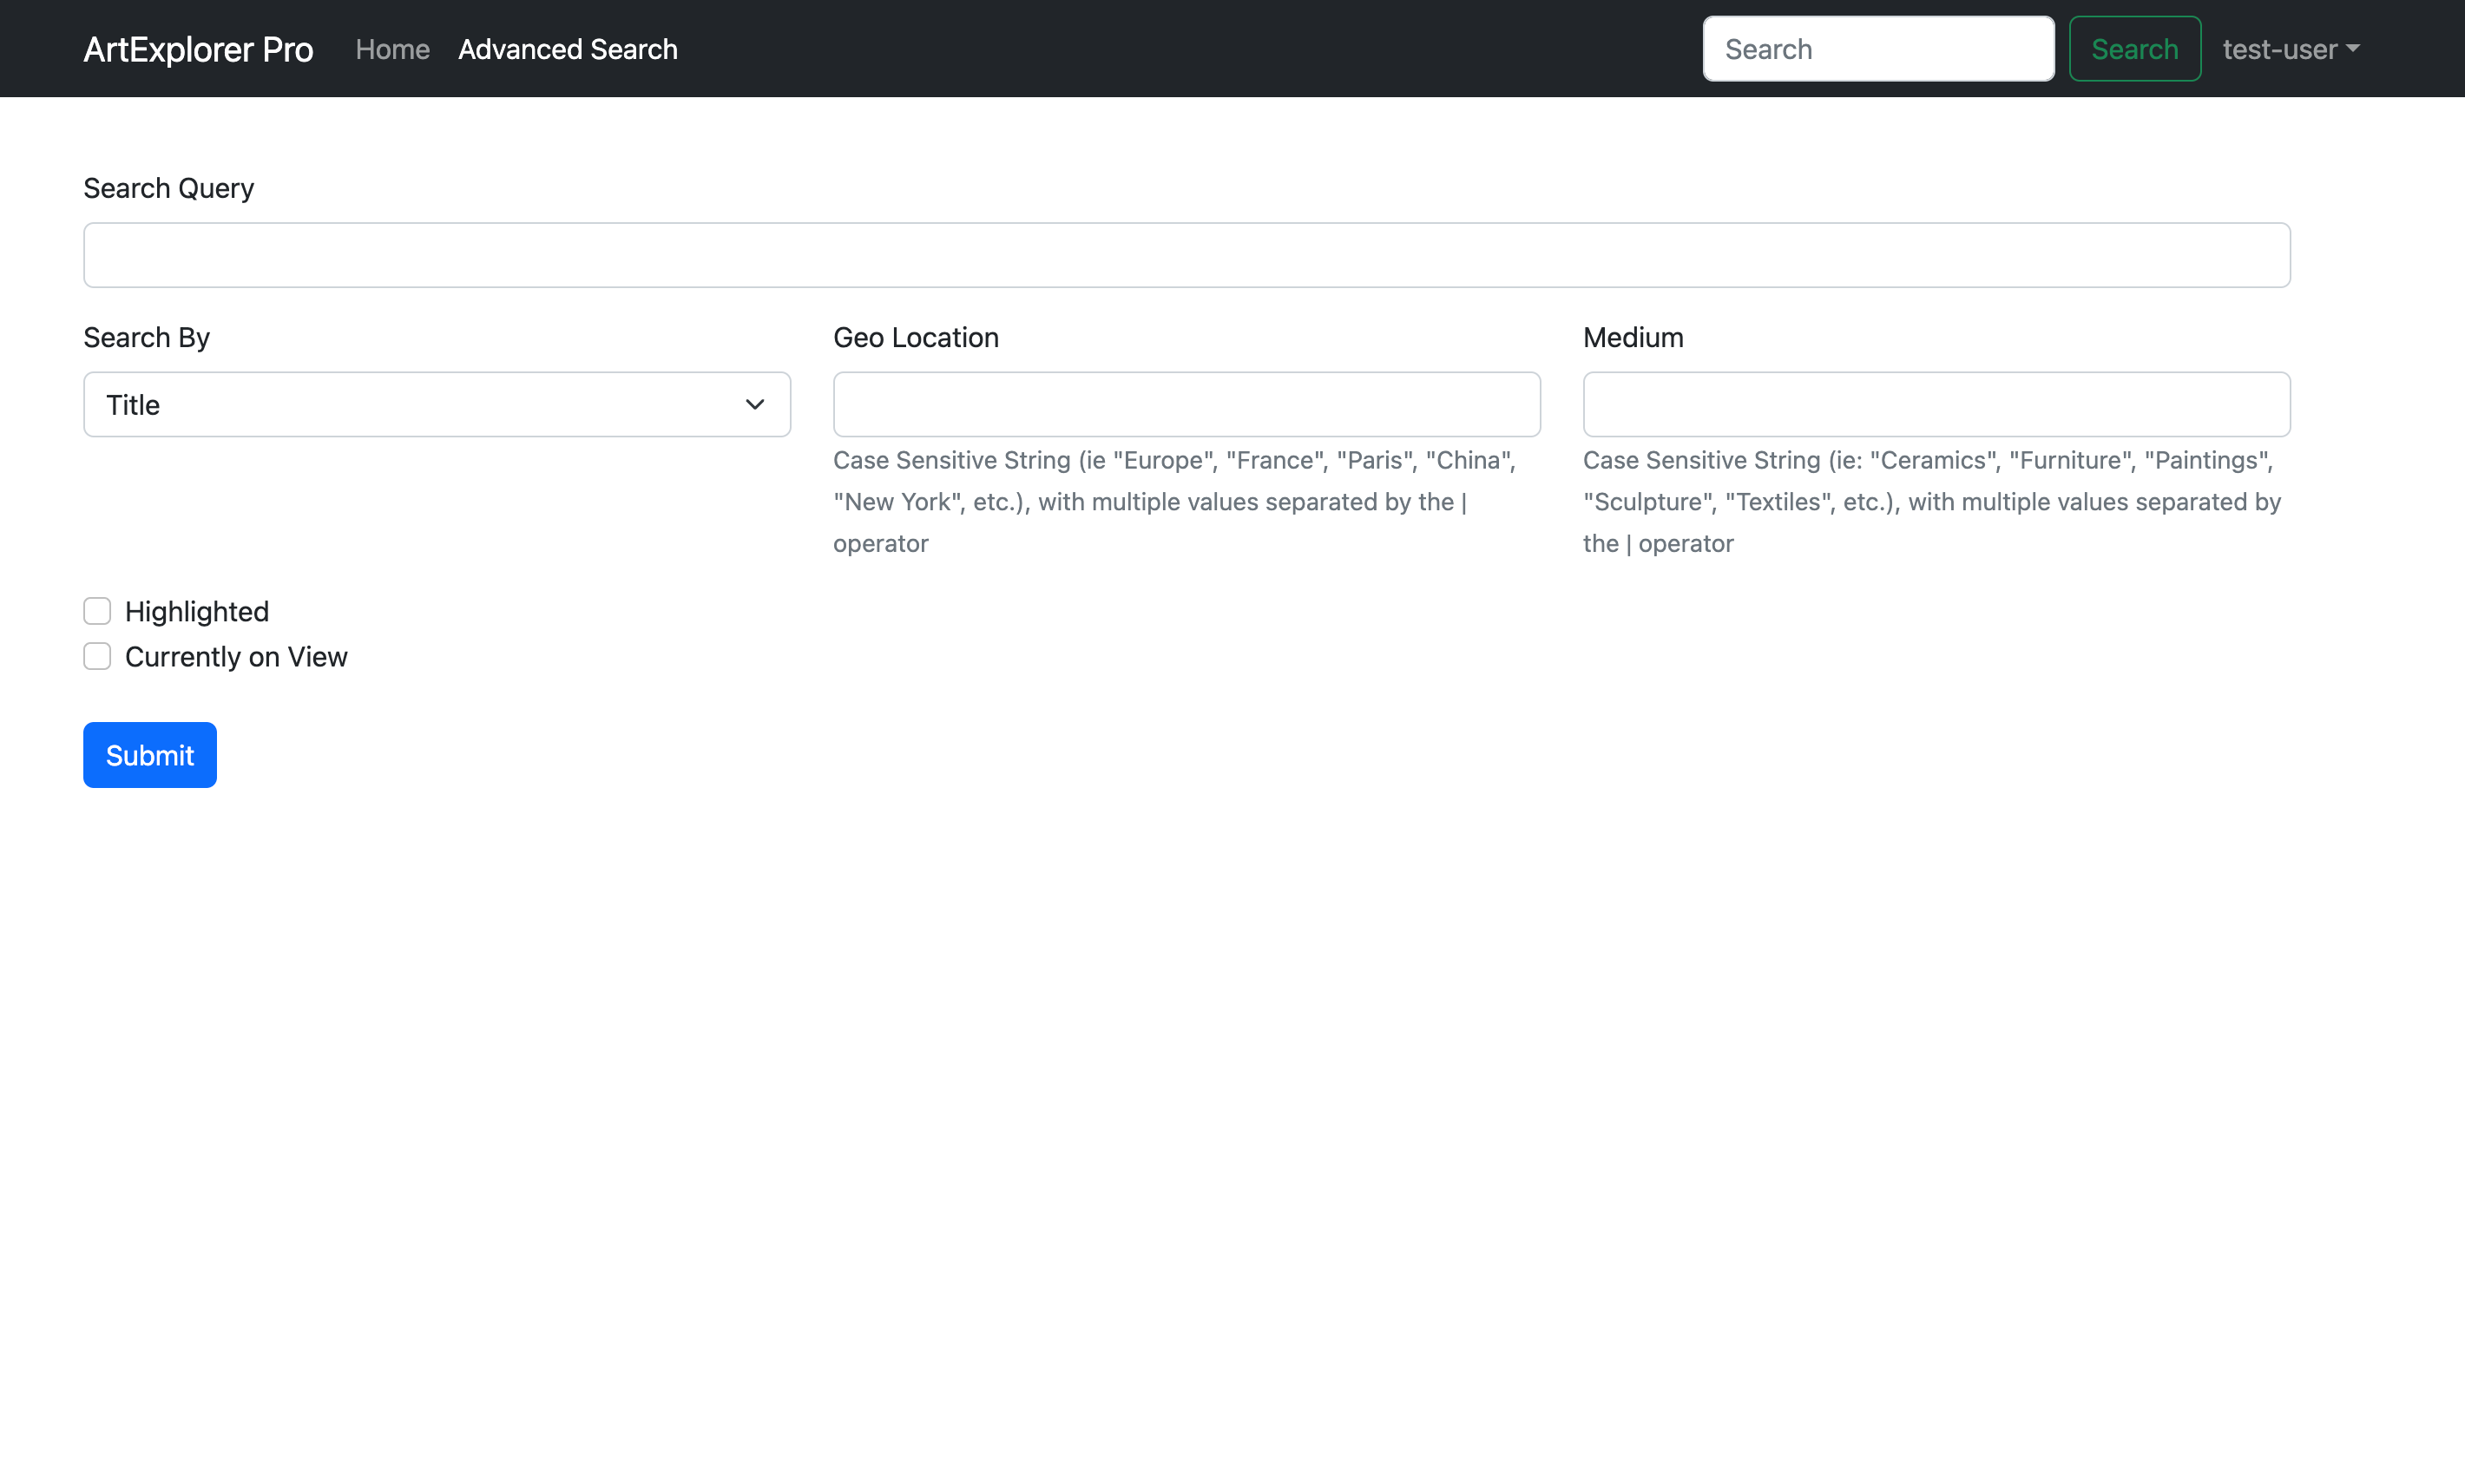 ArtExplorer Pro Home Advanced Search Search Search test-user
Search Query
Search By Geo Location Medium
Title
Case Sensitive String (ie "Europe", "France", "Paris", "China",
"New York", etc.), with multiple values separated by the |
operator
Case Sensitive String (ie: "Ceramics", "Furniture", "Paintings",
"Sculpture", "Textiles", etc.), with multiple values separated by
the | operator
Highlighted
Currently on View
Submit